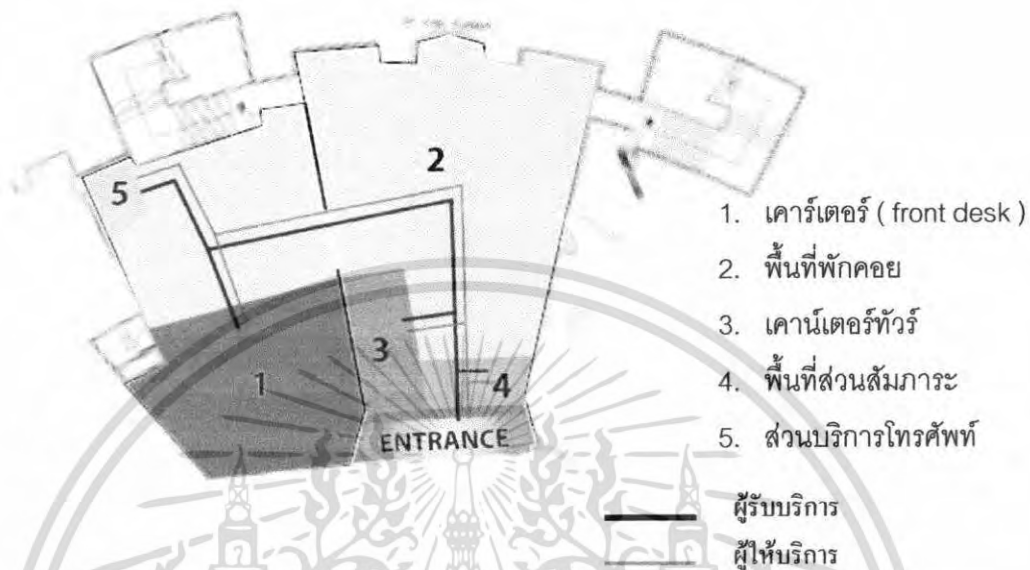 5
2
1
3
4
ENTRANCE
1. เคาร์เตอร์ ( front desk )
2. พื้นที่พักคอย
3. เคาน์เตอร์ทัวร์
4. พื้นที่ส่วนสัมภาระ
5. ส่วนบริการโทรศัพท์
ผู้รับบริการ
ผู้ให้บริการ